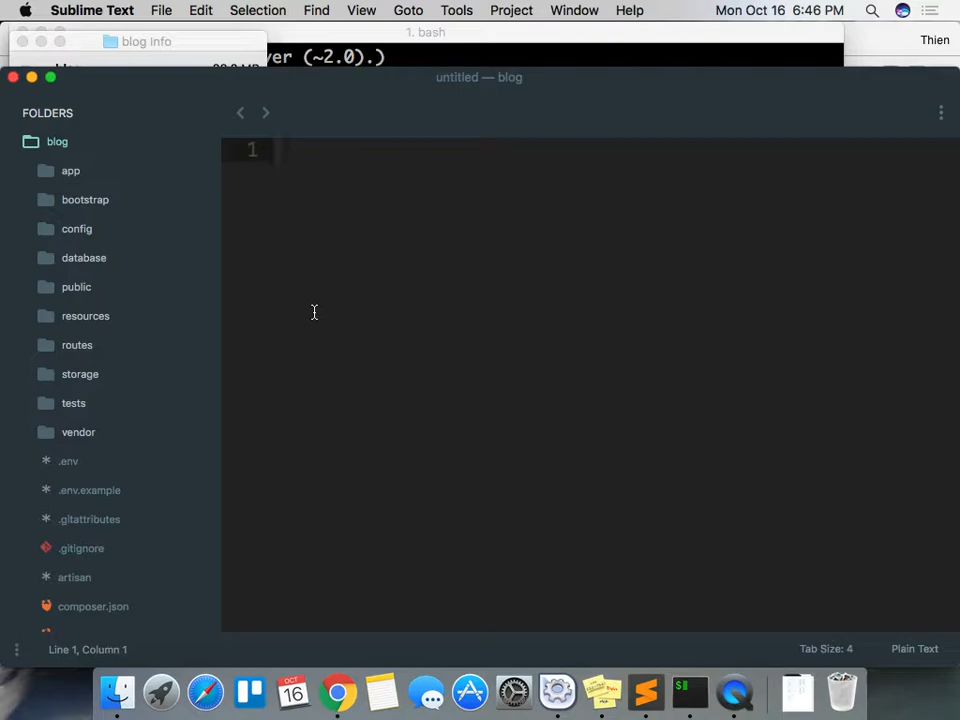 Sublime Text File Edit Selection Find View Goto Tools Project Window Help Mon Oct 16 6:46 PM
blog Info
1. bash
Thien
ver (~2.0).)
untitled — blog
FOLDERS
blog
1
app
bootstrap
config
database
public
resources
routes
storage
tests
vendor
.env
.env.example
.gitattributes
.gitignore
artisan
composer.json
Line 1, Column 1
Tab Size: 4
Plain Text
OCT
16